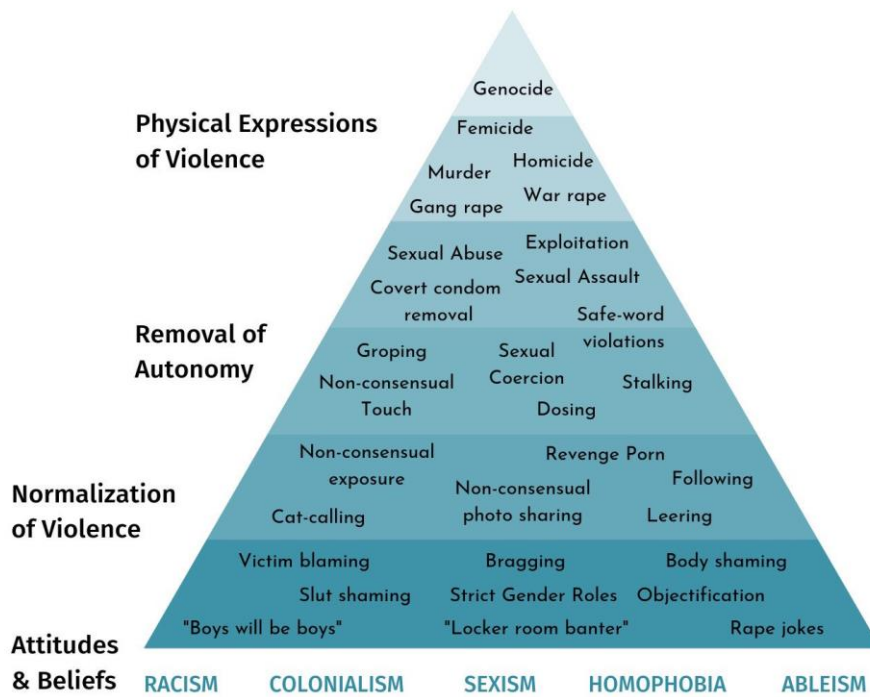 Genocide
Physical Expressions
of Violence
Femicide
Homicide
Murder
War rape
Gang rape
Exploitation
Sexual Abuse
Sexual Assault
Covert condom
removal
Safe-word
violations
Removal of
Autonomy
Groping
Sexual
Coercion
Non-consensual
Touch
Stalking
Dosing
Normalization
of Violence
Non-consensual
exposure
Revenge Porn
Following
Non-consensual
photo sharing
Cat-calling
Leering
Victim blaming
Bragging
Body shaming
Slut shaming
Strict Gender Roles
Objectification
"Boys will be boys"
"Locker room banter"
Rape jokes
Attitudes
& Beliefs
RACISM
COLONIALISM
SEXISM
HOMOPHOBIA
ABLEISM